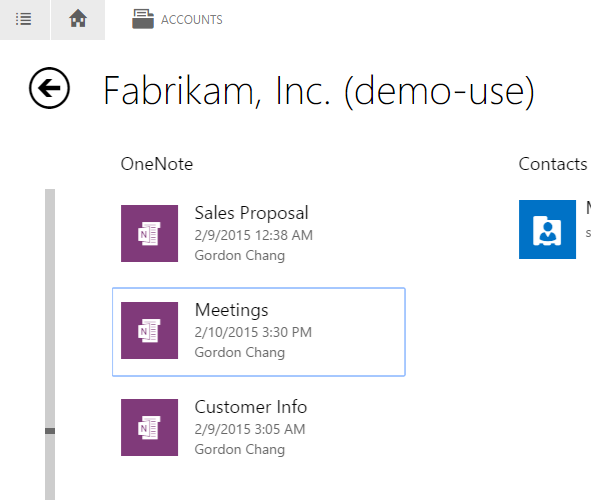 ACCOUNTS
Fabrikam, Inc. (demo-use)
OneNote
N
Sales Proposal
2/9/2015 12:38 AM
Gordon Chang
N
Meetings
2/10/2015 3:30 PM
Gordon Chang
N
Customer Info
2/9/2015 3:05 AM
Gordon Chang
Contacts